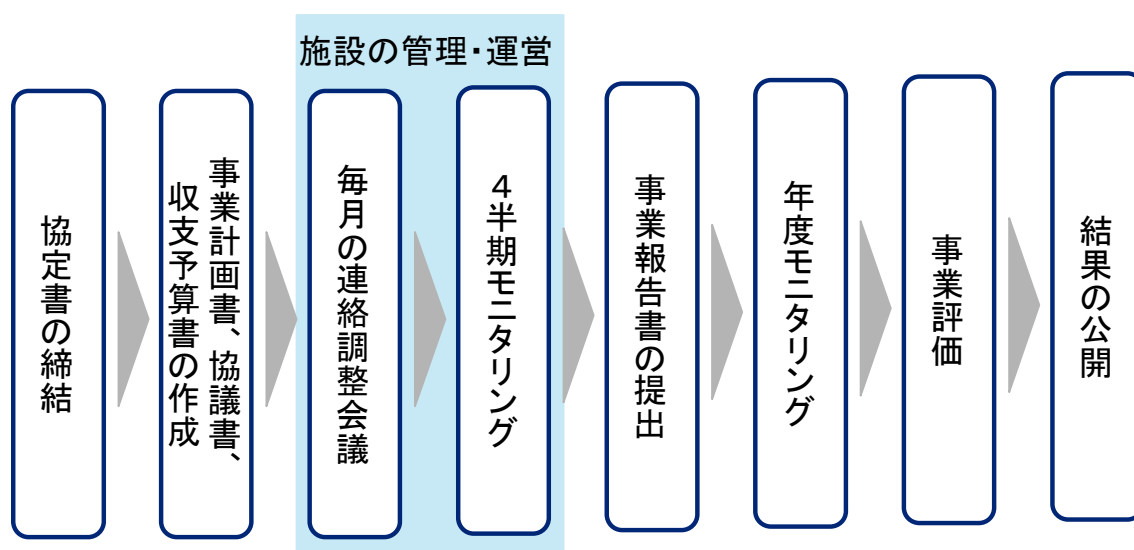 施設の管理・運営
協定書の締結
事業計画書、協議書、
収支予算書の作成
毎月の連絡調整会議
４半期モニタリング
事業報告書の提出
年度モニタリング
事業評価
結果の公開